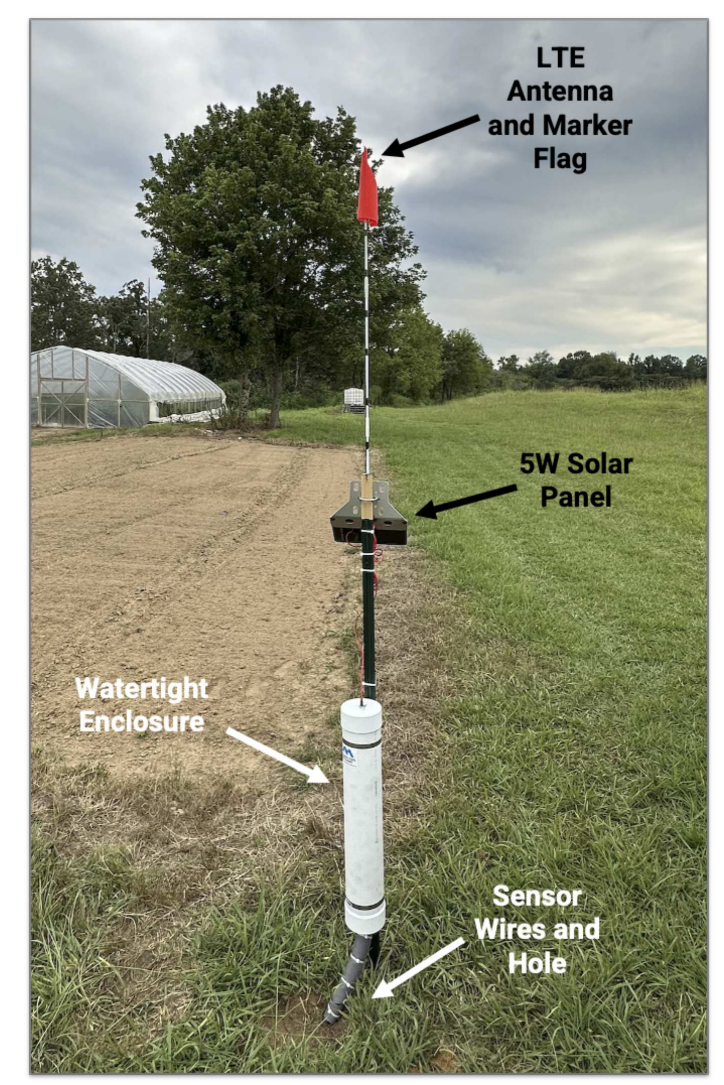 LTE
Antenna
and Marker
Flag
5W Solar
Panel
Watertight
Enclosure
Sensor
Wires and
Hole